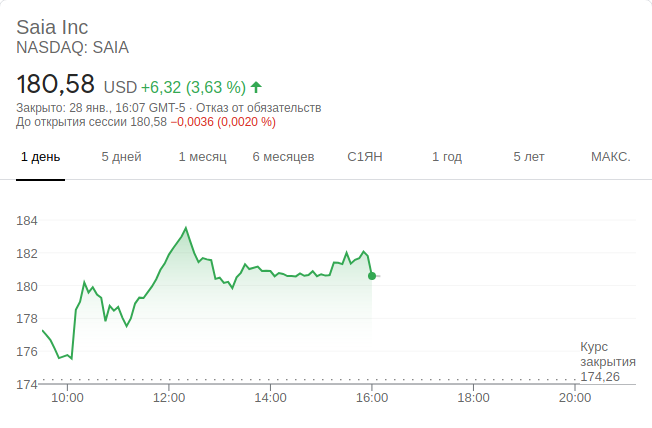 Saia Inc
NASDAQ: SAIA
180,58 USD +6,32 (3,63 %)
Закрыто: 28 янв., 16:07 GMT-5 · Отказ от обязательств
До открытия сессии 180,58 −0,0036 (0,0020 %)
1 день 5 дней 1 месяц 6 месяцев С1ЯН 1 год 5 лет МАКС.
184
182
180
178
176
Курс
закрытия
174,26
174
10:00 12:00 14:00 16:00 18:00 20:00